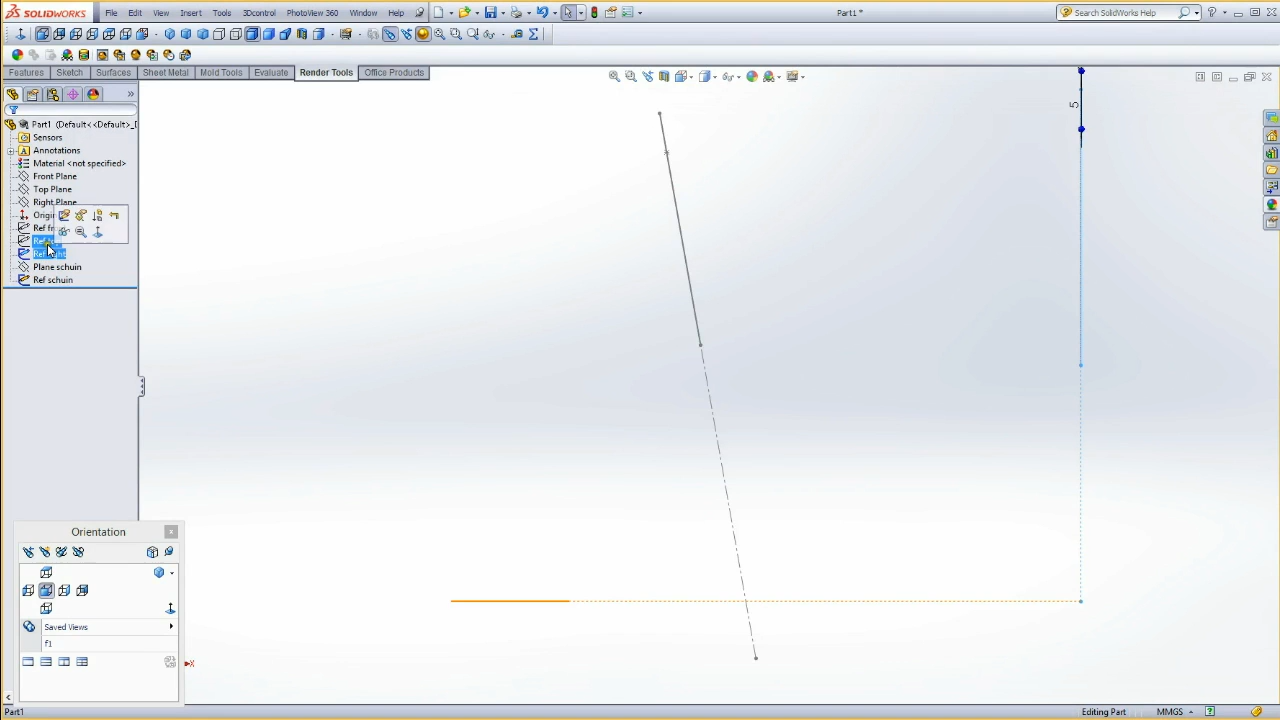 SOLIDWORKS File Edit View Insert Tools 3Dcontrol PhotoView 360 Window Help Part1 * Search SolidWorks Help
Features Sketch Surfaces Sheet Metal Mold Tools Evaluate Render Tools Office Products
Part1 (Default<<Default>_
Sensors
Annotations
Material <not specified>
Front Plane
Top Plane
Right Plane
Plane schuin
Ref schuin
5
Orientation
Saved Views
f1
X
Part1 Editing Part MMGS